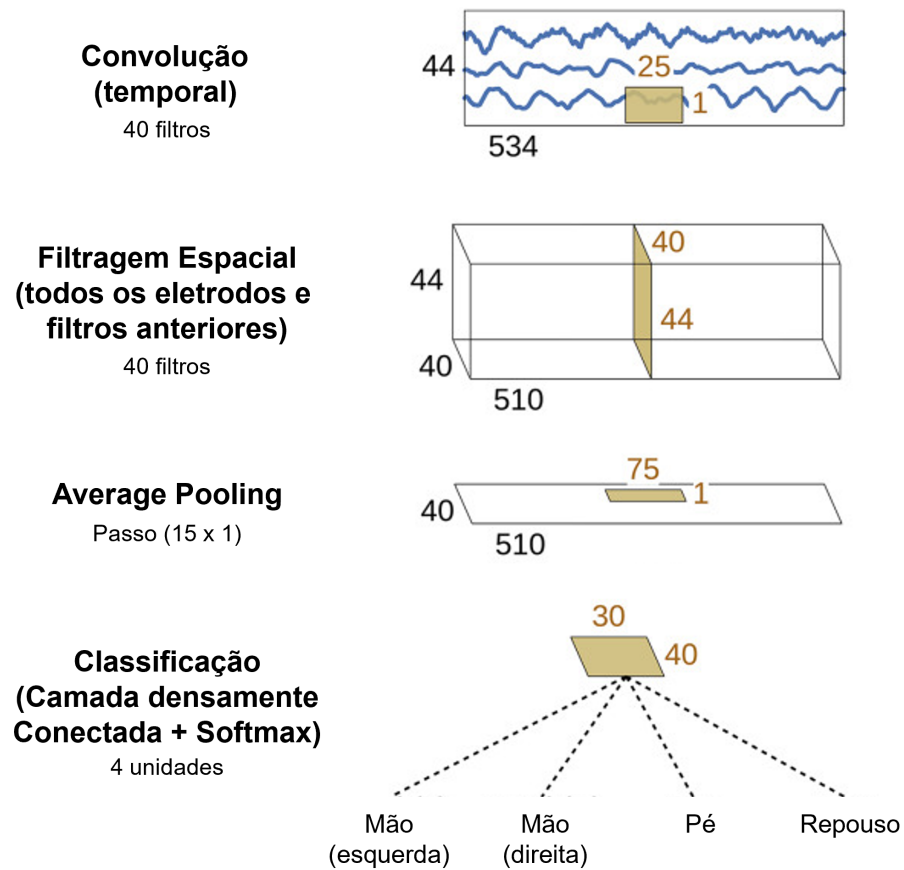 Convolução
(temporal)
40 filtros
44
25
1
534
Filtragem Espacial
(todos os eletrodos e
filtros anteriores)
40 filtros
44
40
44
40
510
Average Pooling
Passo (15 x 1)
75
1
40
510
Classificação
(Camada densamente
Conectada + Softmax)
4 unidades
30
40
Mão
(esquerda)
Mão
(direita)
Pé
Repouso